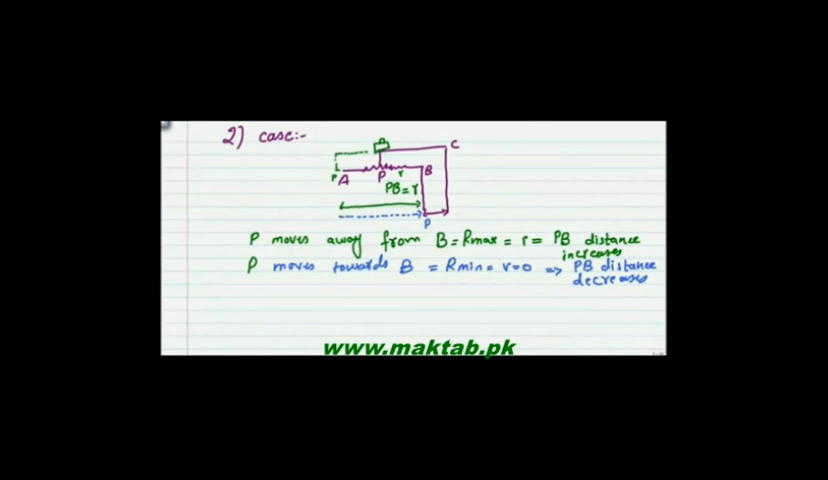 2) case:-
C
P A P r B
PB = r
P
P moves away from B = Rmax = r = PB distance
increases
P moves towards B = Rmin = r=0 => PB distance
decreases
www.maktab.pk